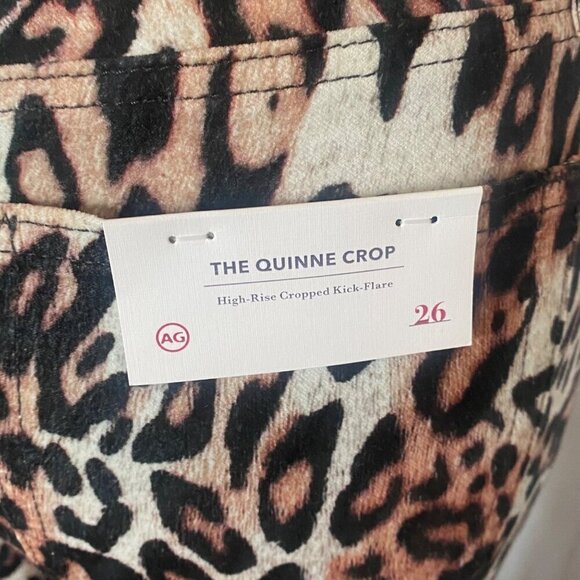 THE QUINNE CROP
High-Rise Cropped Kick-Flare
AG
26